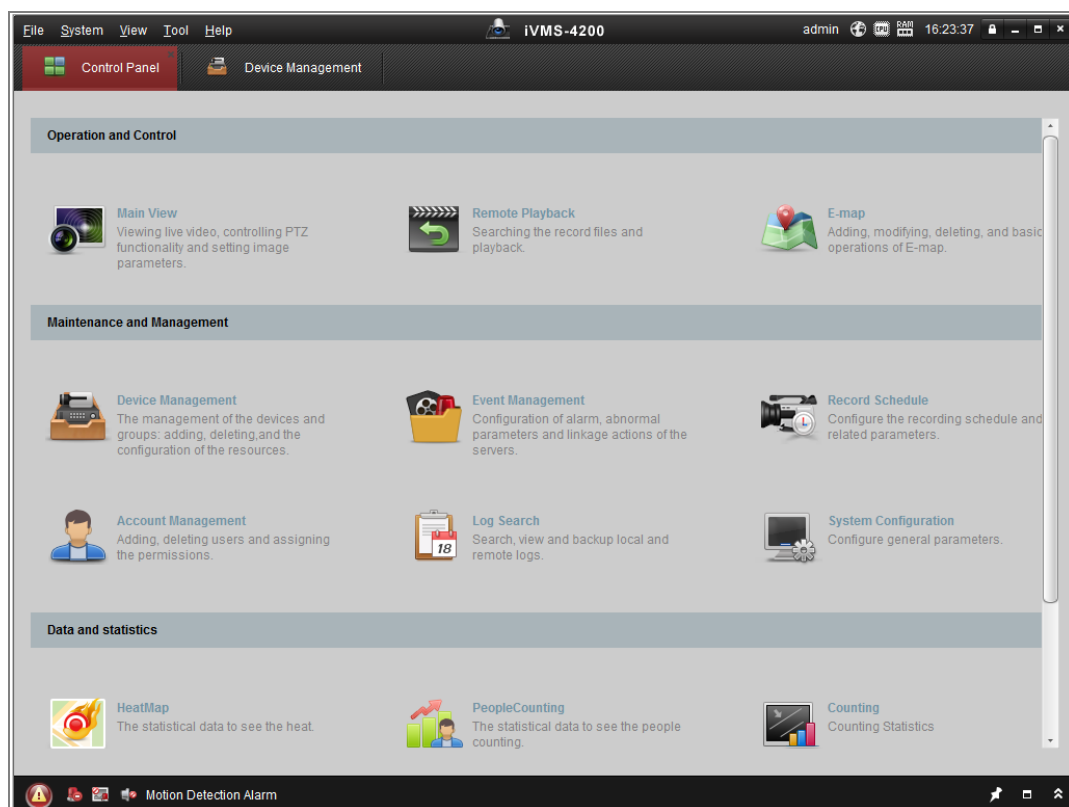 File System View Tool Help iVMS-4200 admin CPU RAM 16:23:37
Control Panel Device Management
Operation and Control
Main View
Viewing live video, controlling PTZ
functionality and setting image
parameters.
Remote Playback
Searching the record files and
playback.
E-map
Adding, modifying, deleting, and basic
operations of E-map.
Maintenance and Management
Device Management
The management of the devices and
groups: adding, deleting,and the
configuration of the resources.
Event Management
Configuration of alarm, abnormal
parameters and linkage actions of the
servers.
Record Schedule
Configure the recording schedule and
related parameters.
Account Management
Adding, deleting users and assigning
the permissions.
18
Log Search
Search, view and backup local and
remote logs.
System Configuration
Configure general parameters.
Data and statistics
HeatMap
The statistical data to see the heat.
PeopleCounting
The statistical data to see the people
counting.
Counting
Counting Statistics
Motion Detection Alarm